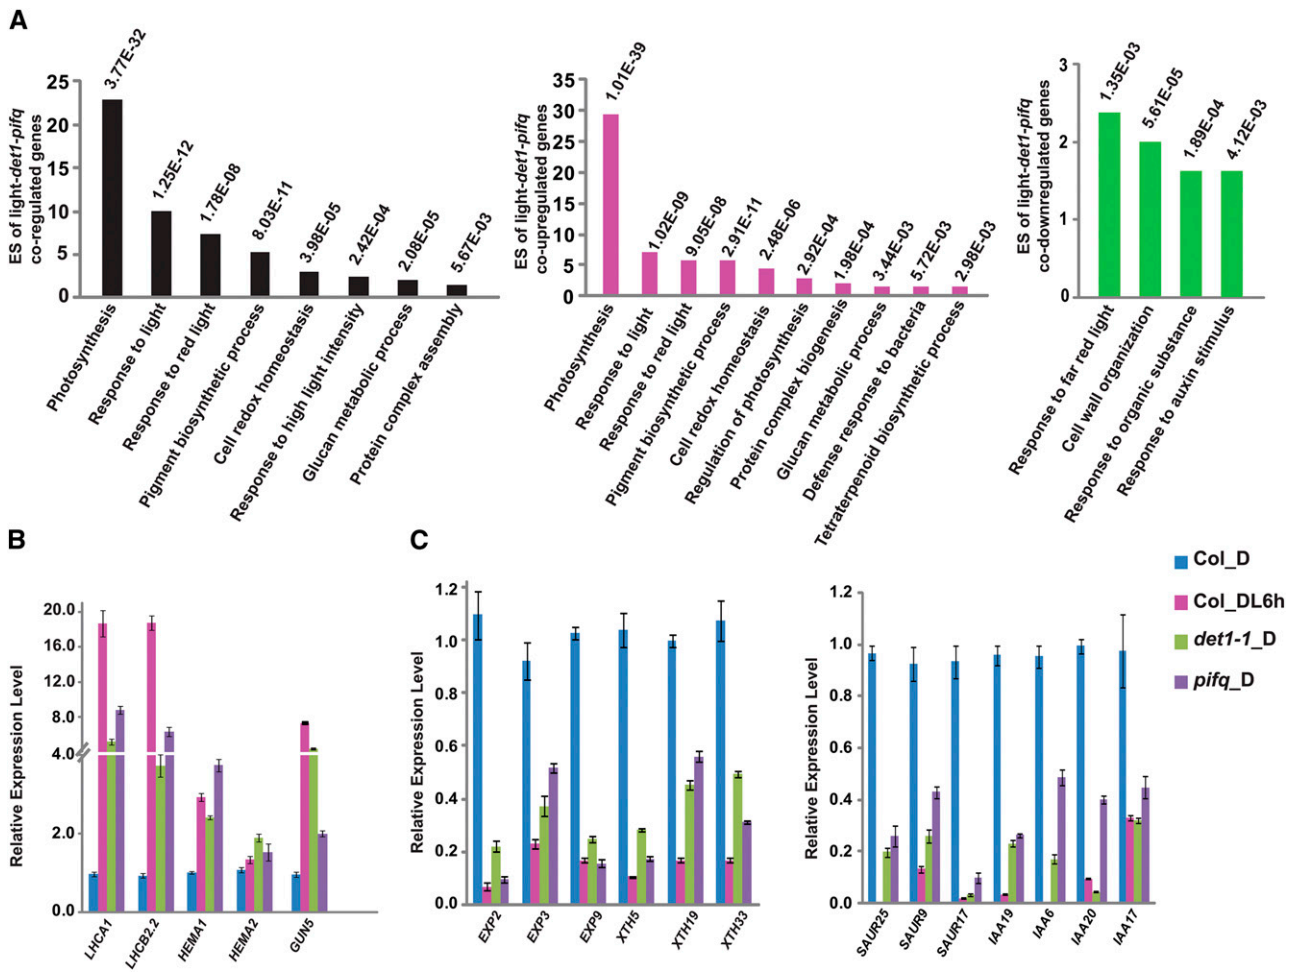 A
ES of light-det1-pifq
co-regulated genes
25
20
15
10
5
0
3.77E-32
1.25E-12
1.78E-08
8.03E-11
3.98E-05
2.42E-04
2.08E-05
5.67E-03
Photosynthesis
Response to light
Response to red light
Pigment biosynthetic process
Cell redox homeostasis
Response to high light intensity
Glucan metabolic process
Protein complex assembly
ES of light-det1-pifq
co-upregulated genes
35
30
25
20
15
10
5
0
1.01E-39
1.02E-09
9.05E-08
2.91E-11
2.48E-06
2.92E-04
1.98E-04
3.44E-03
5.72E-03
2.98E-03
Photosynthesis
Response to light
Response to red light
Pigment biosynthetic process
Cell redox homeostasis
Regulation of photosynthesis
Protein complex biogenesis
Glucan metabolic process
Defense response to bacteria
Tetraterpenoid biosynthetic process
ES of light-det1-pifq
co-downregulated genes
3
2
1
0
1.35E-03
5.61E-05
1.89E-04
4.12E-03
Response to far red light
Cell wall organization
Response to organic substance
Response to auxin stimulus
B
Relative Expression Level
20.0
16.0
12.0
8.0
4.0
2.0
0.0
LHCA1
LHCB2.2
HEMA1
HEMA2
GUN5
C
Relative Expression Level
1.2
1.0
0.8
0.6
0.4
0.2
0.0
EXP2
EXP3
EXP9
XTH5
XTH19
XTH33
Relative Expression Level
1.2
1.0
0.8
0.6
0.4
0.2
0.0
SAUR25
SAUR9
SAUR17
IAA19
IAA6
IAA20
IAA17
Col_D
Col_DL6h
det1-1_D
pifq_D